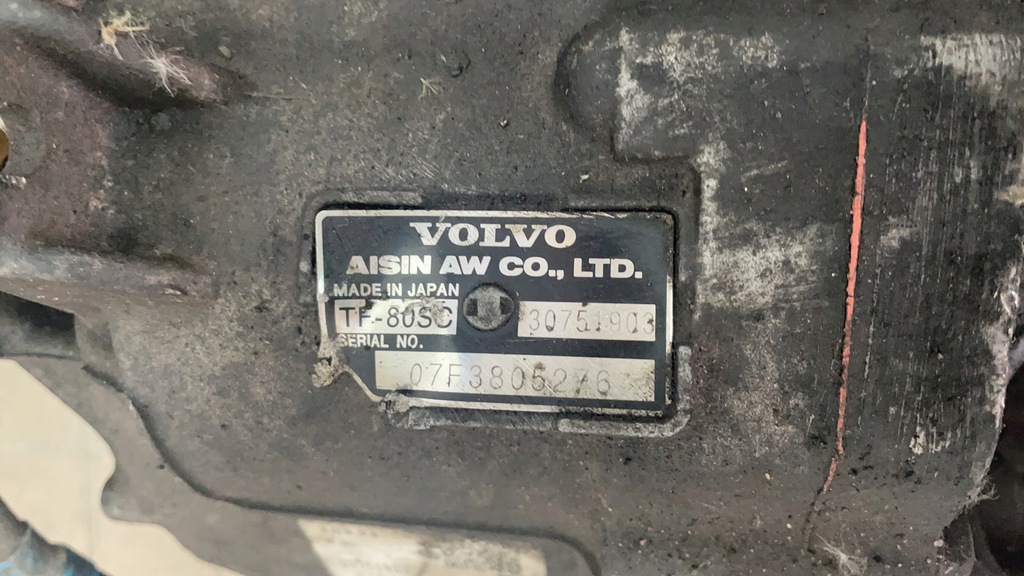 VOLVO
AISIN AW CO., LTD.
MADE IN JAPAN
TF-80SC 30751903
SERIAL NO.
07F3805276